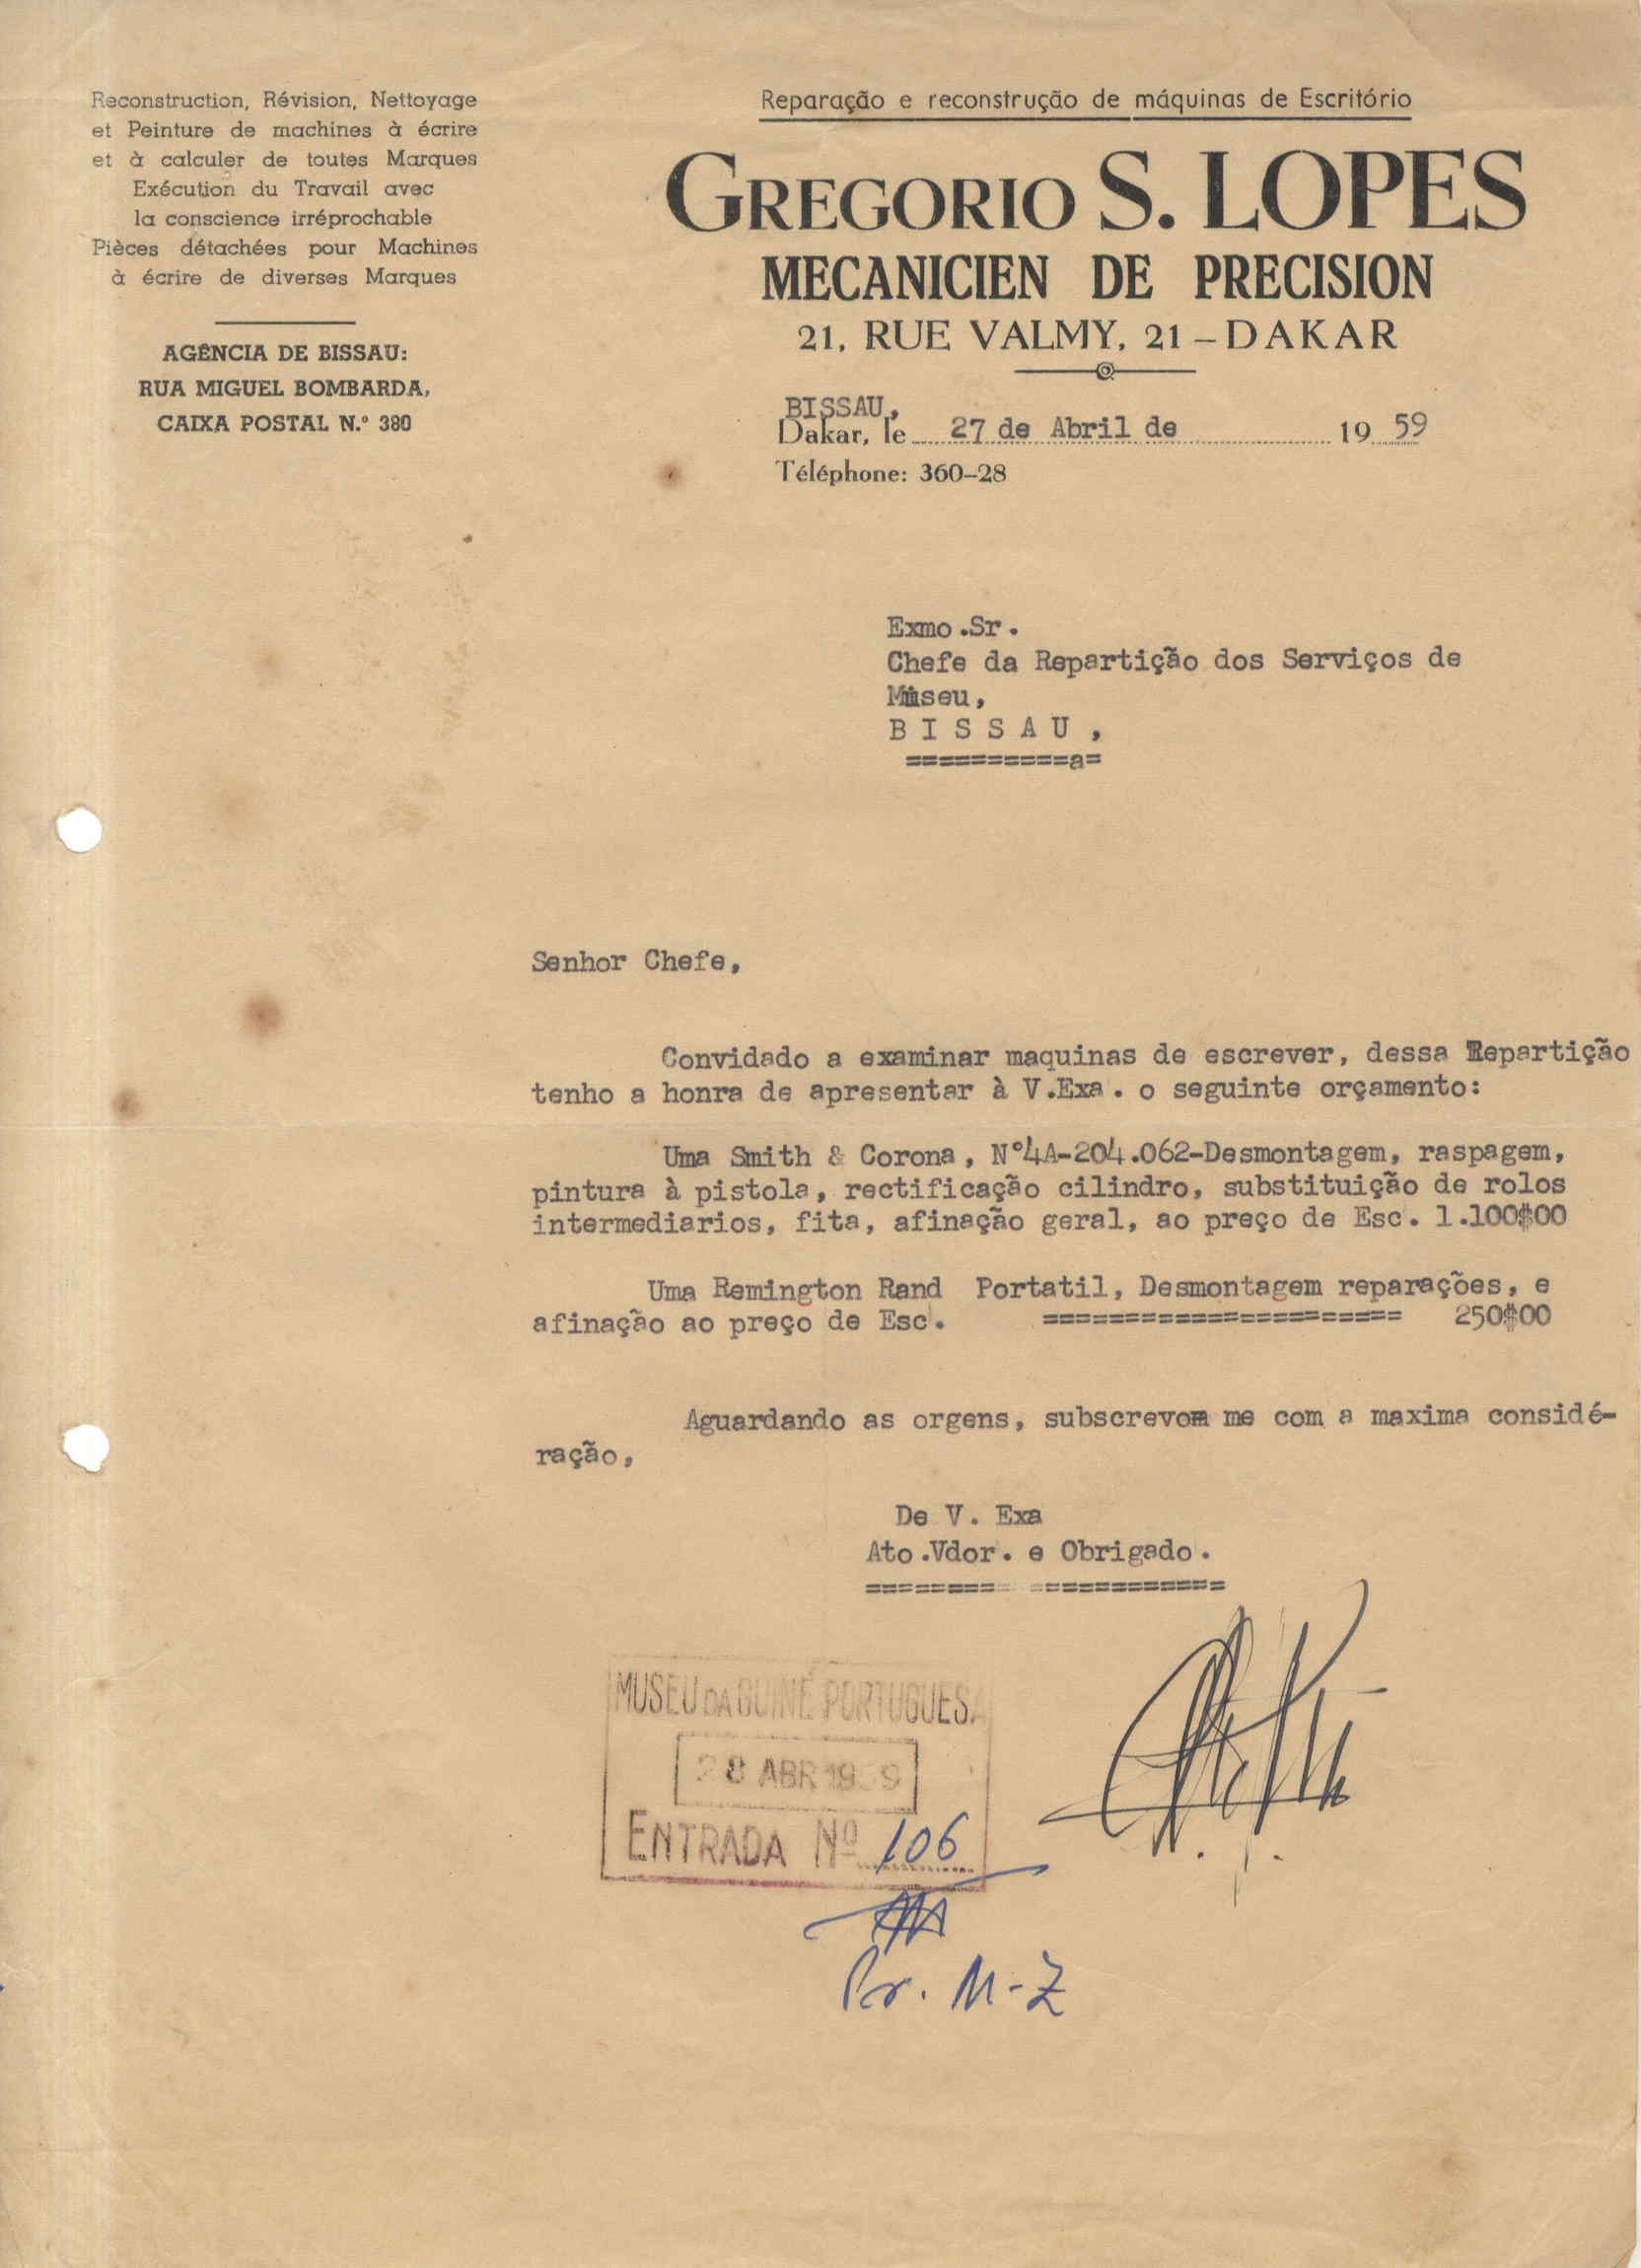 Reconstruction, Révision, Nettoyage
et Peinture de machines à écrire
et à calculer de toutes Marques
Exécution du Travail avec
la conscience irréprochable
Pièces détachées pour Machines
à écrire de diverses Marques
AGÊNCIA DE BISSAU:
RUA MIGUEL BOMBARDA,
CAIXA POSTAL N.º 380
Reparação e reconstrução de máquinas de Escritório
GREGORIO S. LOPES
MECANICIEN DE PRECISION
21, RUE VALMY, 21 – DAKAR
BISSAU,
Dakar, le 27 de Abril de 19 59
Téléphone: 360-28
Exmo.Sr.
Chefe da Repartição dos Serviços de
Museu,
B I S S A U ,
==========a=
Senhor Chefe,
Convidado a examinar maquinas de escrever, dessa Repartição
tenho a honra de apresentar à V.Exa. o seguinte orçamento:
Uma Smith & Corona, Nº4A-204.062-Desmontagem, raspagem,
pintura à pistola, rectificação cilindro, substituição de rolos
intermediarios, fita, afinação geral, ao preço de Esc. 1.100$00
Uma Remington Rand Portatil, Desmontagem reparações, e
afinação ao preço de Esc. ====================== 250$00
Aguardando as orgens, subscrevom me com a maxima considé-
ração,
De V. Exa
Ato.Vdor. e Obrigado.
========= ============
MUSEU DA GUINÉ PORTUGUESA
28 ABR 1959
ENTRADA Nº 106
Pr. M-Z